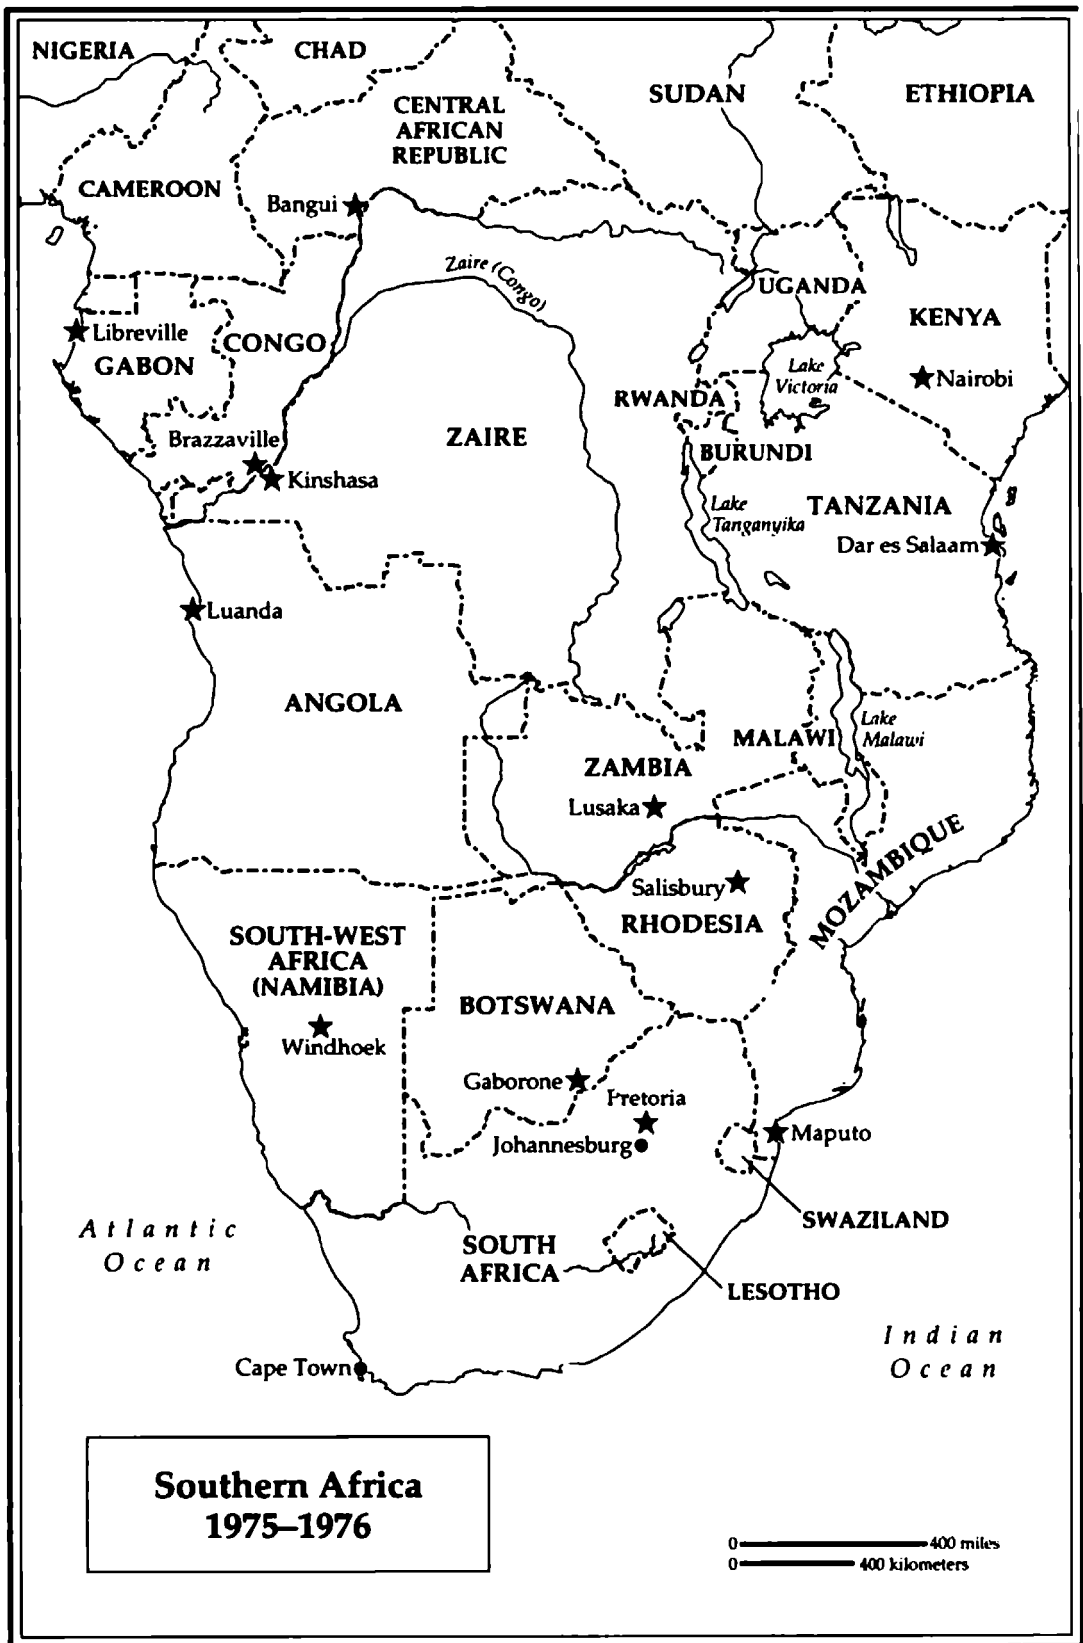 NIGERIA
CHAD
SUDAN
ETHIOPIA
CENTRAL
AFRICAN
REPUBLIC
CAMEROON
Bangui
Zaire (Congo)
UGANDA
KENYA
Libreville
GABON
CONGO
Lake
Victoria
Nairobi
RWANDA
ZAIRE
Brazzaville
BURUNDI
Kinshasa
Lake
Tanganyika
TANZANIA
Dar es Salaam
Luanda
ANGOLA
Lake
Malawi
MALAWI
ZAMBIA
Lusaka
MOZAMBIQUE
Salisbury
RHODESIA
SOUTH-WEST
AFRICA
(NAMIBIA)
BOTSWANA
Windhoek
Gaborone
Pretoria
Johannesburg
Maputo
SWAZILAND
Atlantic
Ocean
SOUTH
AFRICA
LESOTHO
Indian
Ocean
Cape Town
Southern Africa
1975–1976
0 400 miles
0 400 kilometers